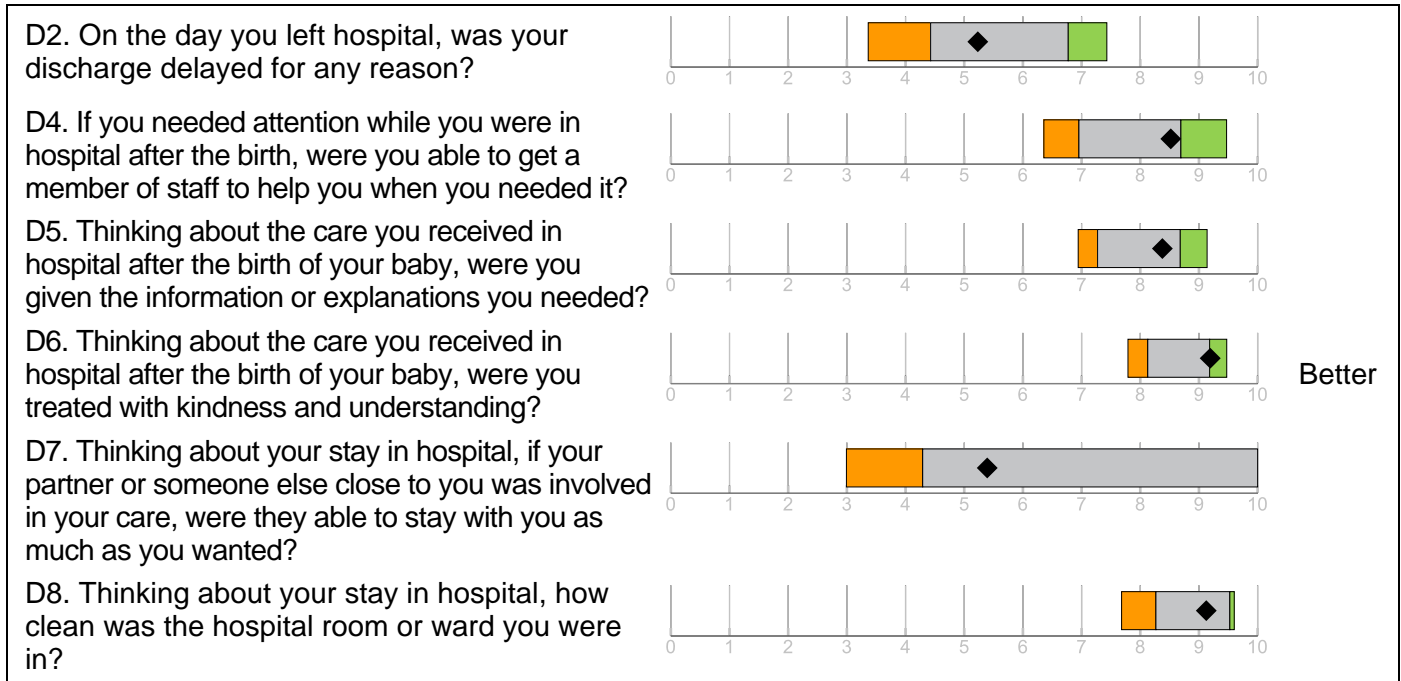 D2. On the day you left hospital, was your
discharge delayed for any reason?
0 1 2 3 4 5 6 7 8 9 10
D4. If you needed attention while you were in
hospital after the birth, were you able to get a
member of staff to help you when you needed it?
0 1 2 3 4 5 6 7 8 9 10
D5. Thinking about the care you received in
hospital after the birth of your baby, were you
given the information or explanations you needed?
0 1 2 3 4 5 6 7 8 9 10
D6. Thinking about the care you received in
hospital after the birth of your baby, were you
treated with kindness and understanding?
0 1 2 3 4 5 6 7 8 9 10
Better
D7. Thinking about your stay in hospital, if your
partner or someone else close to you was involved
in your care, were they able to stay with you as
much as you wanted?
0 1 2 3 4 5 6 7 8 9 10
D8. Thinking about your stay in hospital, how
clean was the hospital room or ward you were
in?
0 1 2 3 4 5 6 7 8 9 10